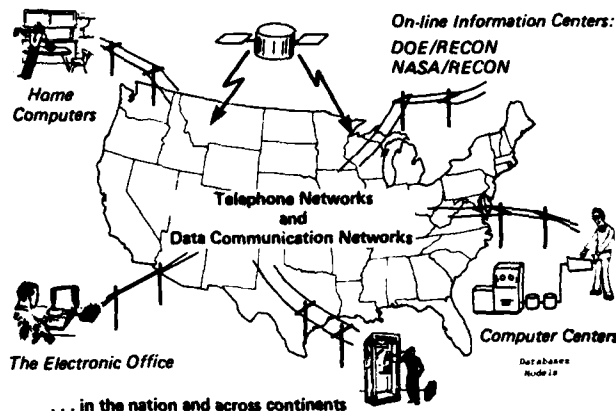 On-line Information Centers:
DOE/RECON
NASA/RECON
Home
Computers
Telephone Networks
and
Data Communication Networks
Computer Centers
Databases
Models
The Electronic Office
. . . in the nation and across continents